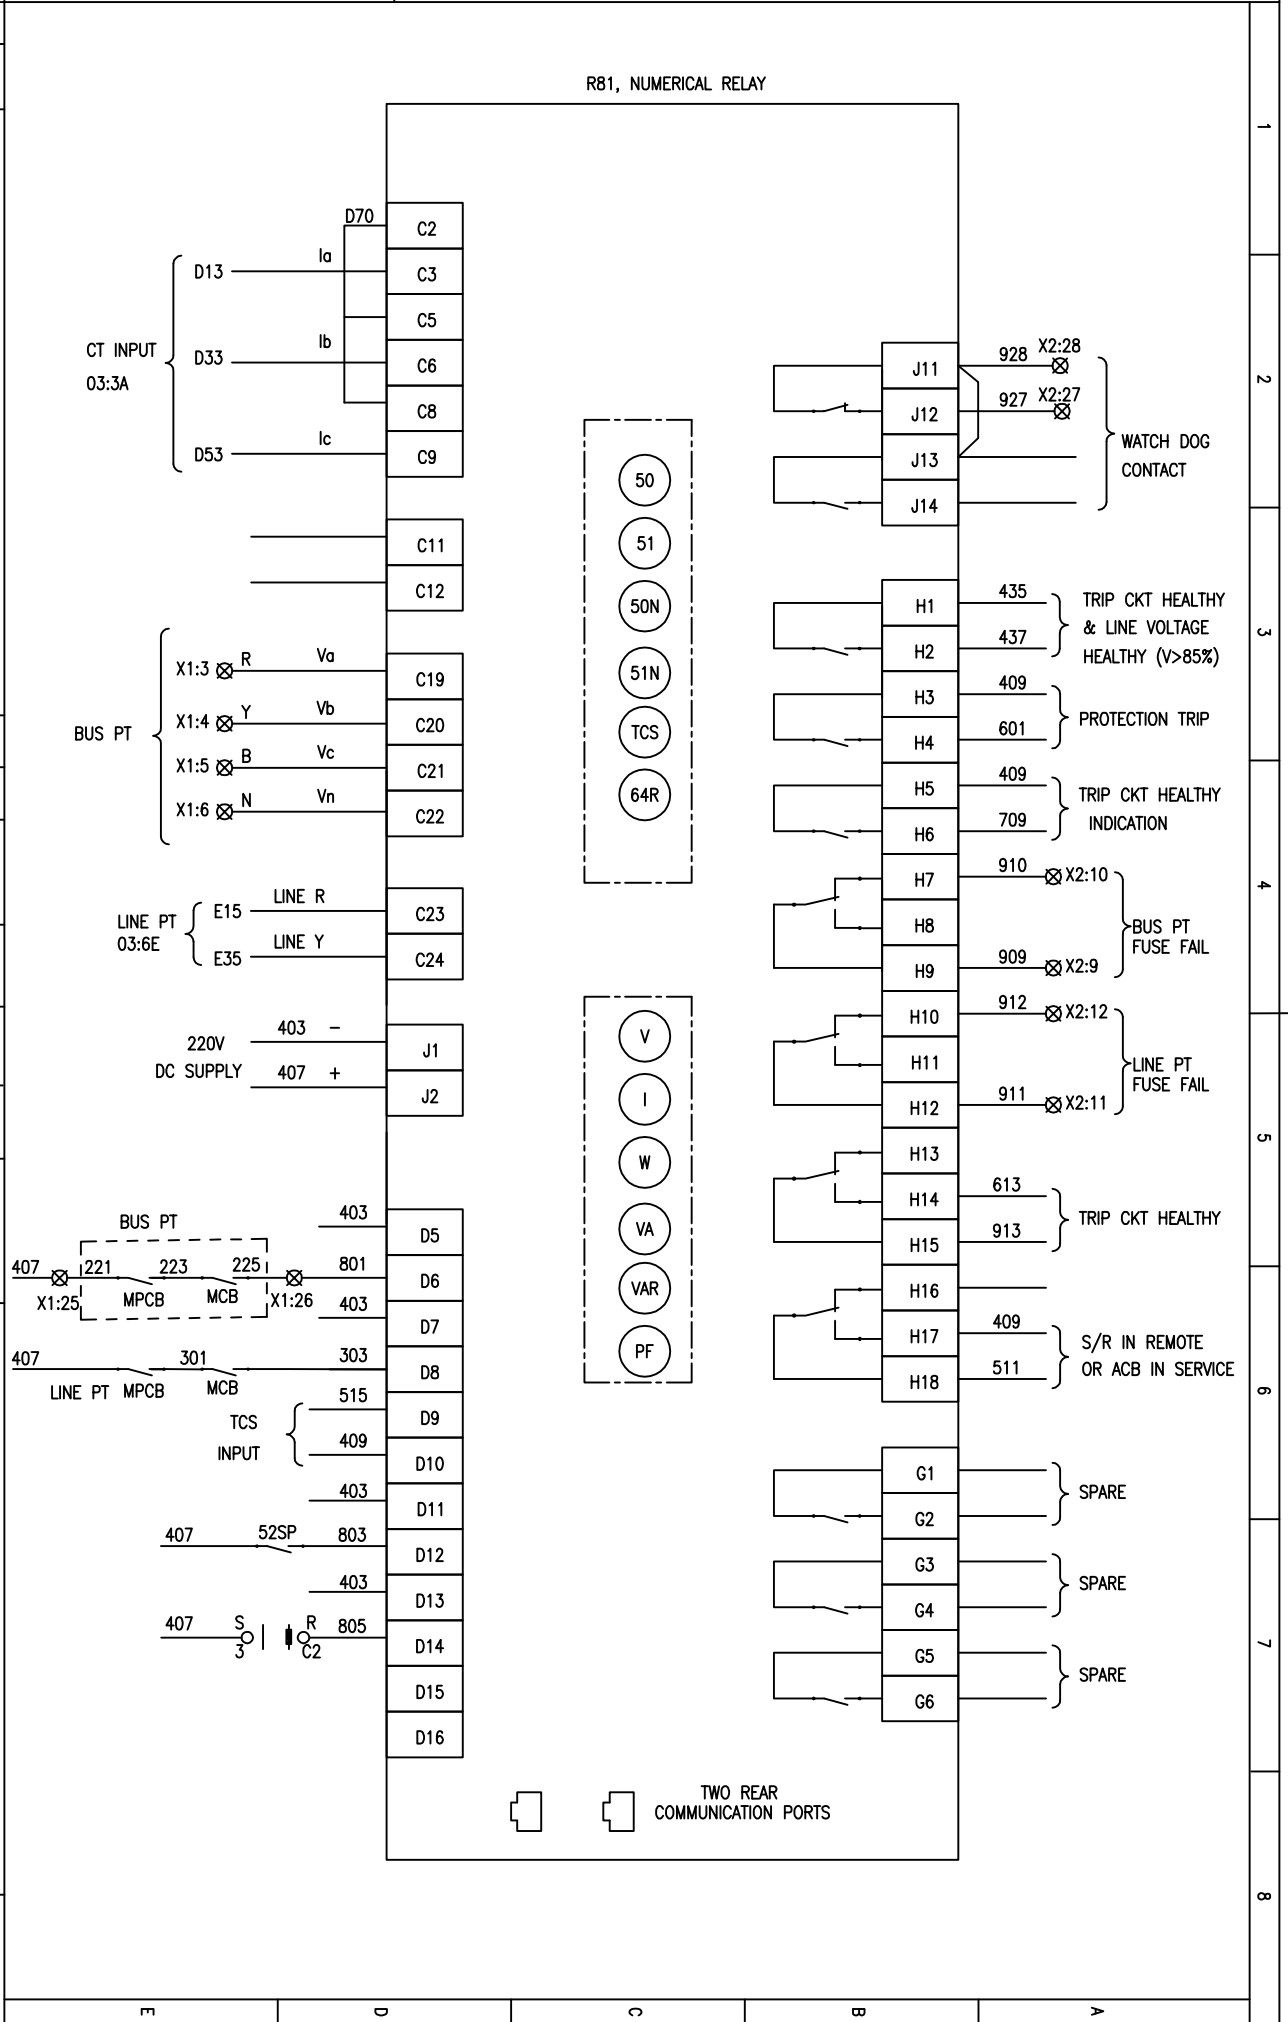 R81, NUMERICAL RELAY
1
2
3
4
5
6
7
8
E
D
C
B
A
CT INPUT
03:3A
D13
D33
D53
D70
Ia
Ib
Ic
C2
C3
C5
C6
C8
C9
C11
C12
BUS PT
X1:3 R Va
X1:4 Y Vb
X1:5 B Vc
X1:6 N Vn
C19
C20
C21
C22
LINE PT
03:6E
E15 LINE R
E35 LINE Y
C23
C24
220V
DC SUPPLY
403 -
407 +
J1
J2
BUS PT
403 D5
407 221 223 225 801 D6
X1:25 MPCB MCB X1:26
403 D7
407 301 303 D8
LINE PT MPCB MCB
TCS
INPUT
515 D9
409 D10
403 D11
407 52SP 803 D12
403 D13
407 S R 805 D14
3 C2
D15
D16
50
51
50N
51N
TCS
64R
V
I
W
VA
VAR
PF
J11 928 X2:28
J12 927 X2:27
J13
J14
WATCH DOG
CONTACT
H1 435
H2 437
TRIP CKT HEALTHY
& LINE VOLTAGE
HEALTHY (V>85%)
H3 409
H4 601
PROTECTION TRIP
H5 409
H6 709
TRIP CKT HEALTHY
INDICATION
H7 910 X2:10
H8
H9 909 X2:9
BUS PT
FUSE FAIL
H10 912 X2:12
H11
H12 911 X2:11
LINE PT
FUSE FAIL
H13
H14 613
H15 913
TRIP CKT HEALTHY
H16
H17 409
H18 511
S/R IN REMOTE
OR ACB IN SERVICE
G1
G2
SPARE
G3
G4
SPARE
G5
G6
SPARE
TWO REAR
COMMUNICATION PORTS